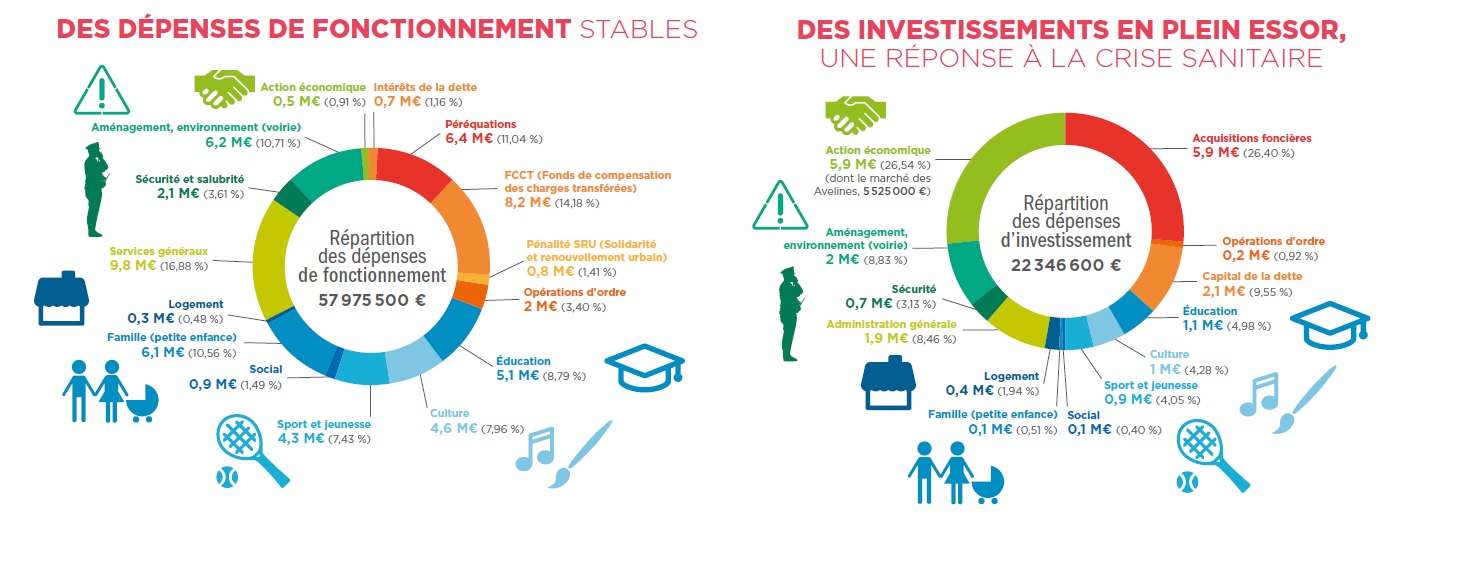 DES DÉPENSES DE FONCTIONNEMENT STABLES
Action économique
0,5 M€ (0,91 %)
Intérêts de la dette
0,7 M€ (1,16 %)
Péréquations
6,4 M€ (11,04 %)
FCCT (Fonds de compensation
des charges transférées)
8,2 M€ (14,18 %)
Pénalité SRU (Solidarité
et renouvellement urbain)
0,8 M€ (1,41 %)
Opérations d'ordre
2 M€ (3,40 %)
Éducation
5,1 M€ (8,79 %)
Culture
4,6 M€ (7,96 %)
Sport et jeunesse
4,3 M€ (7,43 %)
Social
0,9 M€ (1,49 %)
Famille (petite enfance)
6,1 M€ (10,56 %)
Logement
0,3 M€ (0,48 %)
Services généraux
9,8 M€ (16,88 %)
Sécurité et salubrité
2,1 M€ (3,61 %)
Aménagement, environnement (voirie)
6,2 M€ (10,71 %)
Répartition
des dépenses
de fonctionnement
57 975 500 €
DES INVESTISSEMENTS EN PLEIN ESSOR,
UNE RÉPONSE À LA CRISE SANITAIRE
Acquisitions foncières
5,9 M€ (26,40 %)
Opérations d'ordre
0,2 M€ (0,92 %)
Capital de la dette
2,1 M€ (9,55 %)
Éducation
1,1 M€ (4,98 %)
Culture
1 M€ (4,28 %)
Sport et jeunesse
0,9 M€ (4,05 %)
Social
0,1 M€ (0,40 %)
Famille (petite enfance)
0,1 M€ (0,51 %)
Logement
0,4 M€ (1,94 %)
Administration générale
1,9 M€ (8,46 %)
Sécurité
0,7 M€ (3,13 %)
Aménagement,
environnement (voirie)
2 M€ (8,83 %)
Action économique
5,9 M€ (26,54 %)
(dont le marché des
Avelines, 5 525 000 €)
Répartition
des dépenses
d'investissement
22 346 600 €